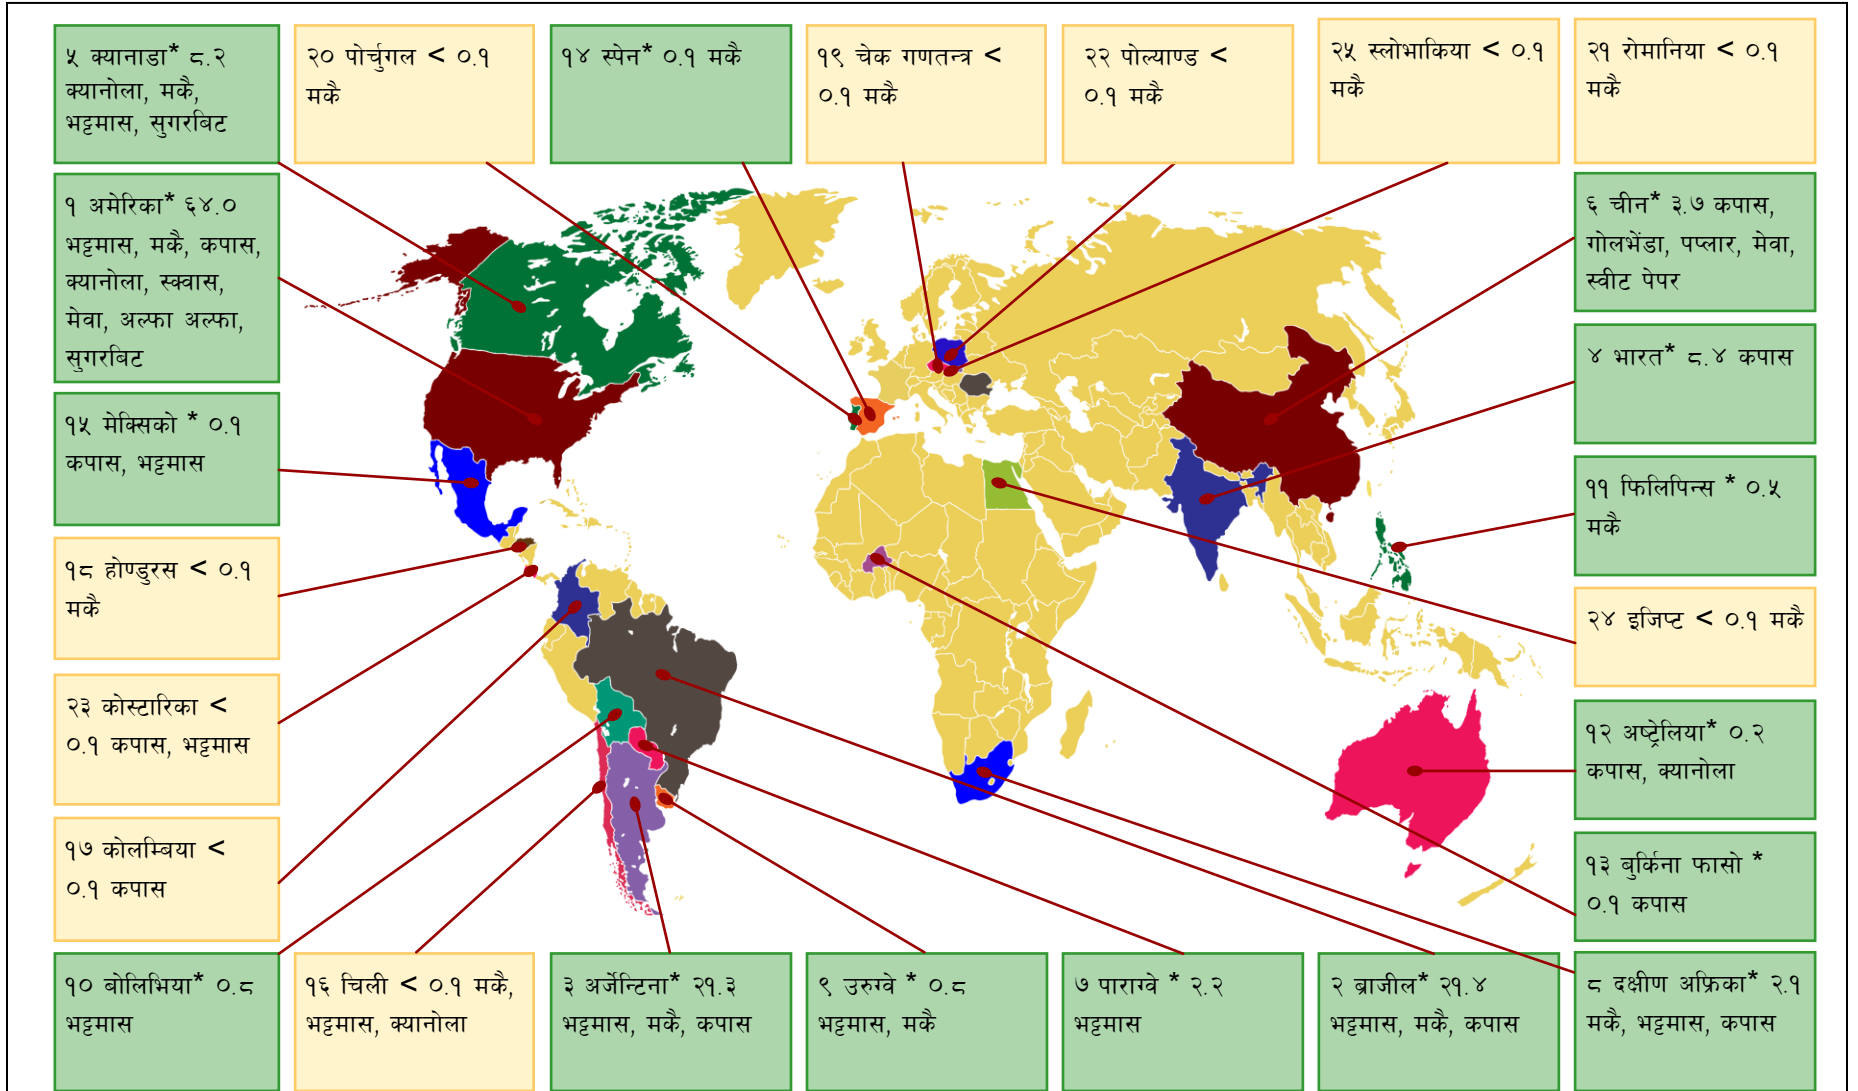 ५ क्यानाडा* ८.२
क्यानोला, मकै,
भट्टमास, सुगरबिट
२० पोर्चुगल < ०.१
मकै
१४ स्पेन* ०.१ मकै
१९ चेक गणतन्त्र <
०.१ मकै
२२ पोल्याण्ड <
०.१ मकै
२५ स्लोभाकिया < ०.१
मकै
२१ रोमानिया < ०.१
मकै
१ अमेरिका* ६४.०
भट्टमास, मकै, कपास,
क्यानोला, स्क्वास,
मेवा, अल्फा अल्फा,
सुगरबिट
६ चीन* ३.७ कपास,
गोलभेंडा, पप्लार, मेवा,
स्वीट पेपर
४ भारत* ८.४ कपास
१५ मेक्सिको * ०.१
कपास, भट्टमास
११ फिलिपिन्स * ०.५
मकै
१८ होण्डुरस < ०.१
मकै
२४ इजिप्ट < ०.१ मकै
२३ कोस्टारिका <
०.१ कपास, भट्टमास
१२ अष्ट्रेलिया* ०.२
कपास, क्यानोला
१७ कोलम्बिया <
०.१ कपास
१३ बुर्किना फासो *
०.१ कपास
१० बोलिभिया* ०.८
भट्टमास
१६ चिली < ०.१ मकै,
भट्टमास, क्यानोला
३ अर्जेन्टिना* २१.३
भट्टमास, मकै, कपास
९ उरुग्वे * ०.८
भट्टमास, मकै
७ पाराग्वे * २.२
भट्टमास
२ ब्राजील* २१.४
भट्टमास, मकै, कपास
८ दक्षीण अफ्रिका* २.१
मकै, भट्टमास, कपास